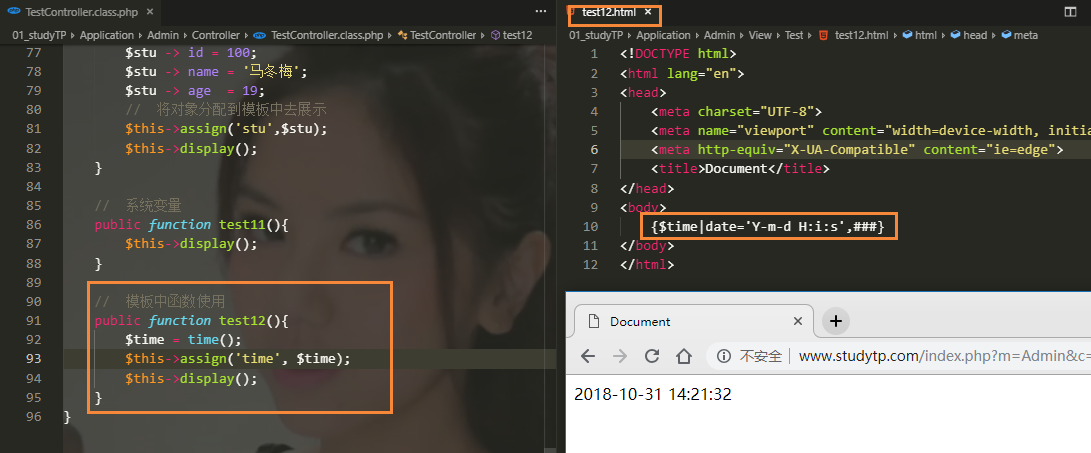 TestController.class.php ×
01_studyTP > Application > Admin > Controller > TestController.class.php > TestController > test12
77 $stu -> id = 100;
78 $stu -> name = '马冬梅';
79 $stu -> age  = 19;
80 //  将对象分配到模板中去展示
81 $this->assign('stu',$stu);
82 $this->display();
83 }
84
85 //  系统变量
86 public function test11(){
87 $this->display();
88 }
89
90 //  模板中函数使用
91 public function test12(){
92 $time = time();
93 $this->assign('time', $time);
94 $this->display();
95 }
96 }
test12.html ×
01_studyTP > Application > Admin > View > Test > test12.html > html > head > meta
1 <!DOCTYPE html>
2 <html lang="en">
3 <head>
4 <meta charset="UTF-8">
5 <meta name="viewport" content="width=device-width, initia
6 <meta http-equiv="X-UA-Compatible" content="ie=edge">
7 <title>Document</title>
8 </head>
9 <body>
10 {$time|date='Y-m-d H:i:s',###}
11 </body>
12 </html>
Document ×
不安全 | www.studytp.com/index.php?m=Admin&c=
2018-10-31 14:21:32